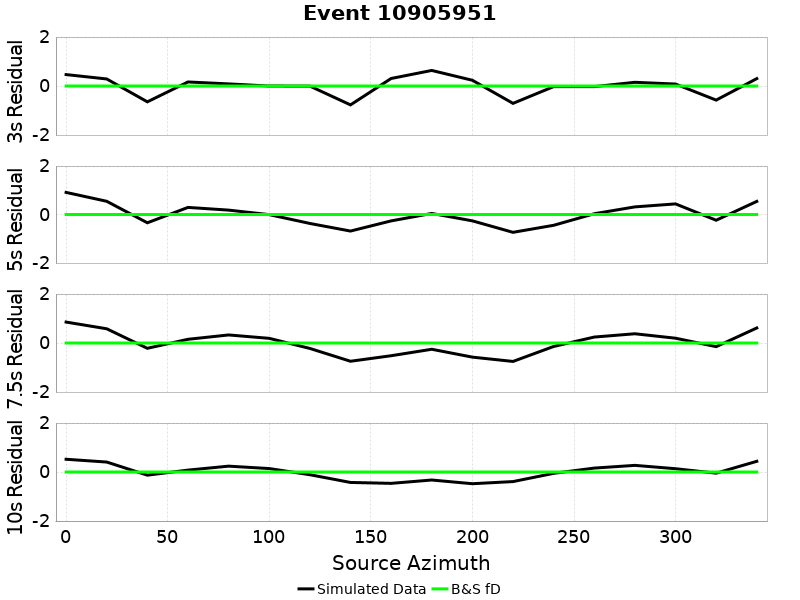 Event 10905951
3s Residual
2
0
-2
5s Residual
2
0
-2
7.5s Residual
2
0
-2
10s Residual
2
0
-2
0 50 100 150 200 250 300
Source Azimuth
Simulated Data B&S fD